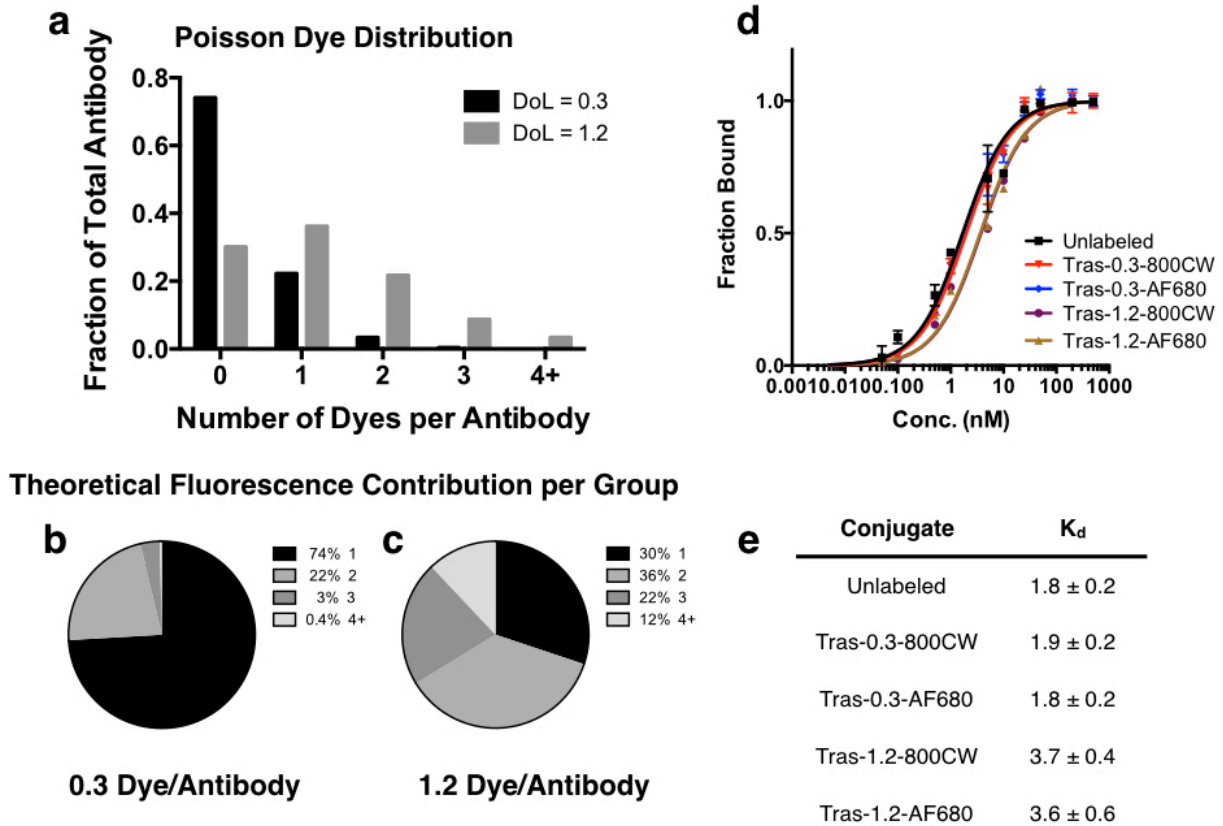 a
Poisson Dye Distribution
Fraction of Total Antibody
0.8
0.6
0.4
0.2
0.0
DoL = 0.3
DoL = 1.2
0 1 2 3 4+
Number of Dyes per Antibody
d
Fraction Bound
1.0
0.5
0.0
Unlabeled
Tras-0.3-800CW
Tras-0.3-AF680
Tras-1.2-800CW
Tras-1.2-AF680
0.001 0.010 0.100 1 10 100 1000
Conc. (nM)
Theoretical Fluorescence Contribution per Group
b
74% 1
22% 2
3% 3
0.4% 4+
0.3 Dye/Antibody
c
30% 1
36% 2
22% 3
12% 4+
1.2 Dye/Antibody
e
Conjugate Kd
Unlabeled 1.8 ± 0.2
Tras-0.3-800CW 1.9 ± 0.2
Tras-0.3-AF680 1.8 ± 0.2
Tras-1.2-800CW 3.7 ± 0.4
Tras-1.2-AF680 3.6 ± 0.6